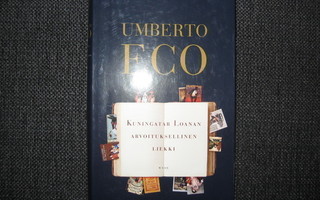 UMBERTO
ECO
KUNINGATAR LOANAN
ARVOITUKSELLINEN
LIEKKI